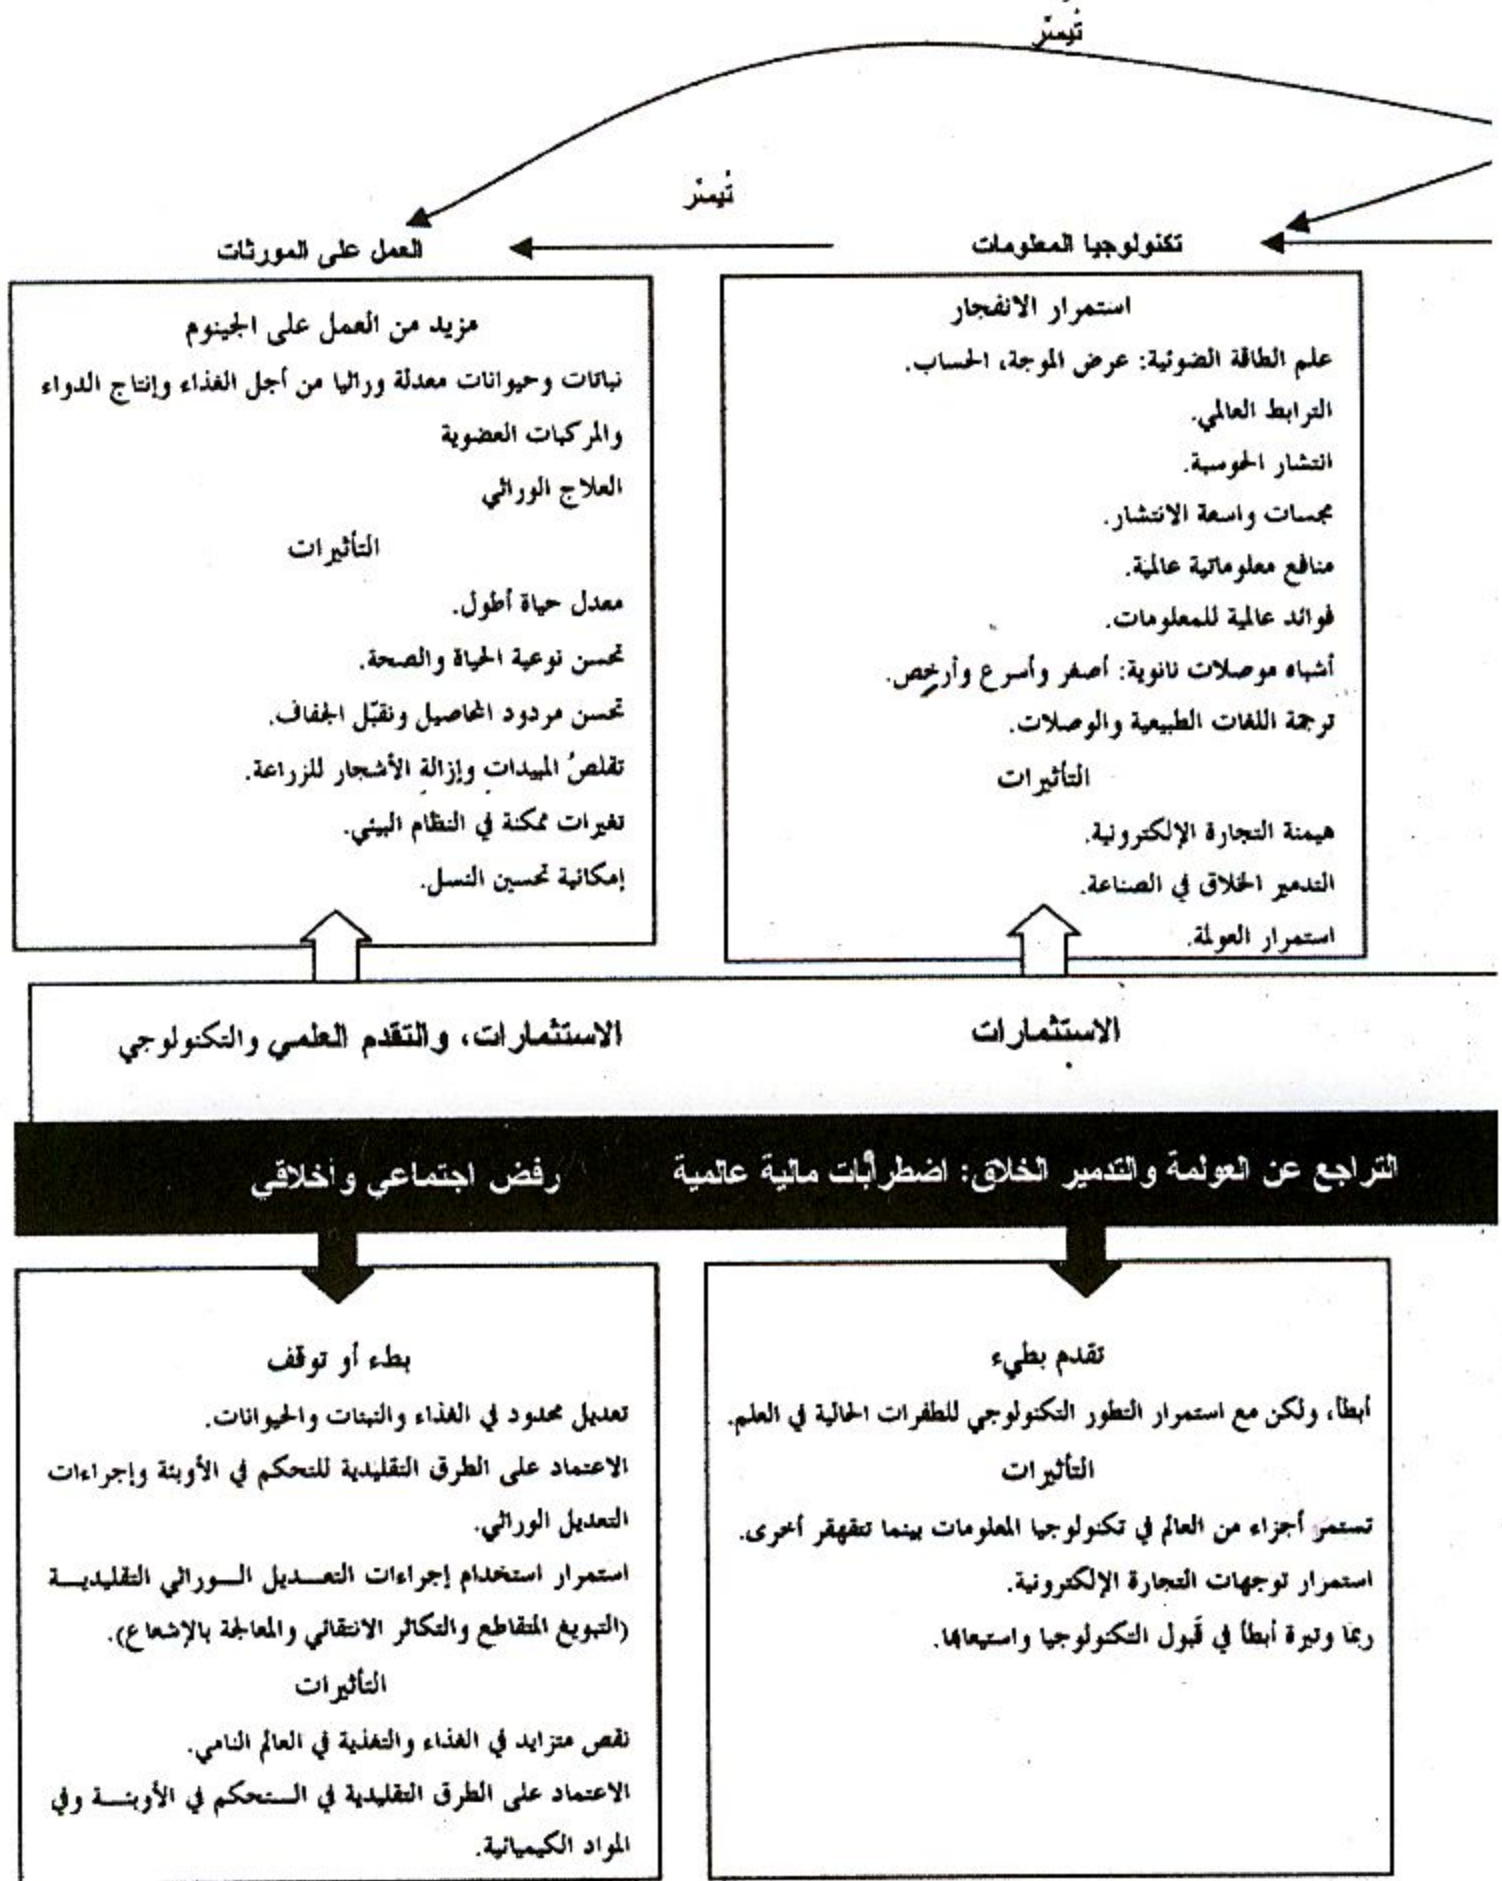 تُيسّر
تُيسّر
تكنولوجيا المعلومات
استمرار الانفجار
علم الطاقة الضوئية: عرض الموجة، الحساب.
الترابط العالمي.
انتشار الحوسبة.
مجسات واسعة الانتشار.
منافع معلوماتية عالمية.
فوائد عالمية للمعلومات.
أشباه موصلات نانوية: أصغر وأسرع وأرخص.
ترجمة اللغات الطبيعية والوصلات.
التأثيرات
هيمنة التجارة الإلكترونية.
التدمير الخلاق في الصناعة.
استمرار العولمة.
العمل على المورثات
مزيد من العمل على الجينوم
نباتات وحيوانات معدلة وراثيا من أجل الغذاء وإنتاج الدواء
والمركبات العضوية
العلاج الوراثي
التأثيرات
معدل حياة أطول.
تحسن نوعية الحياة والصحة.
تحسن مردود المحاصيل ونقبّل الجفاف.
تقلصُ المبيدات وإزالة الأشجار للزراعة.
تغيرات ممكنة في النظام البيئي.
إمكانية تحسين النسل.
الاستثمارات
الاستثمارات، والتقدم العلمي والتكنولوجي
التراجع عن العولمة والتدمير الخلاق: اضطرابات مالية عالمية
رفض اجتماعي وأخلاقي
تقدم بطيء
أبطأ، ولكن مع استمرار التطور التكنولوجي للطفرات الحالية في العلم.
التأثيرات
تستمر أجزاء من العالم في تكنولوجيا المعلومات بينما تتقهقر أخرى.
استمرار توجهات التجارة الإلكترونية.
ربما وتيرة أبطأ في قَبول التكنولوجيا واستيعابها.
بطء أو توقف
تعديل محدود في الغذاء والنبتات والحيوانات.
الاعتماد على الطرق التقليدية للتحكم في الأوبئة وإجراءات
التعديل الوراثي.
استمرار استخدام إجراءات التعـــديل الـــوراثي التقليديـــة
(التبويغ المتقاطع والتكاثر الانتقائي والمعالجة بالإشعاع).
التأثيرات
نقص متزايد في الغذاء والتغذية في العالم النامي.
الاعتماد على الطرق التقليدية في الـــتحكم في الأوبئـــة وفي
المواد الكيميائية.